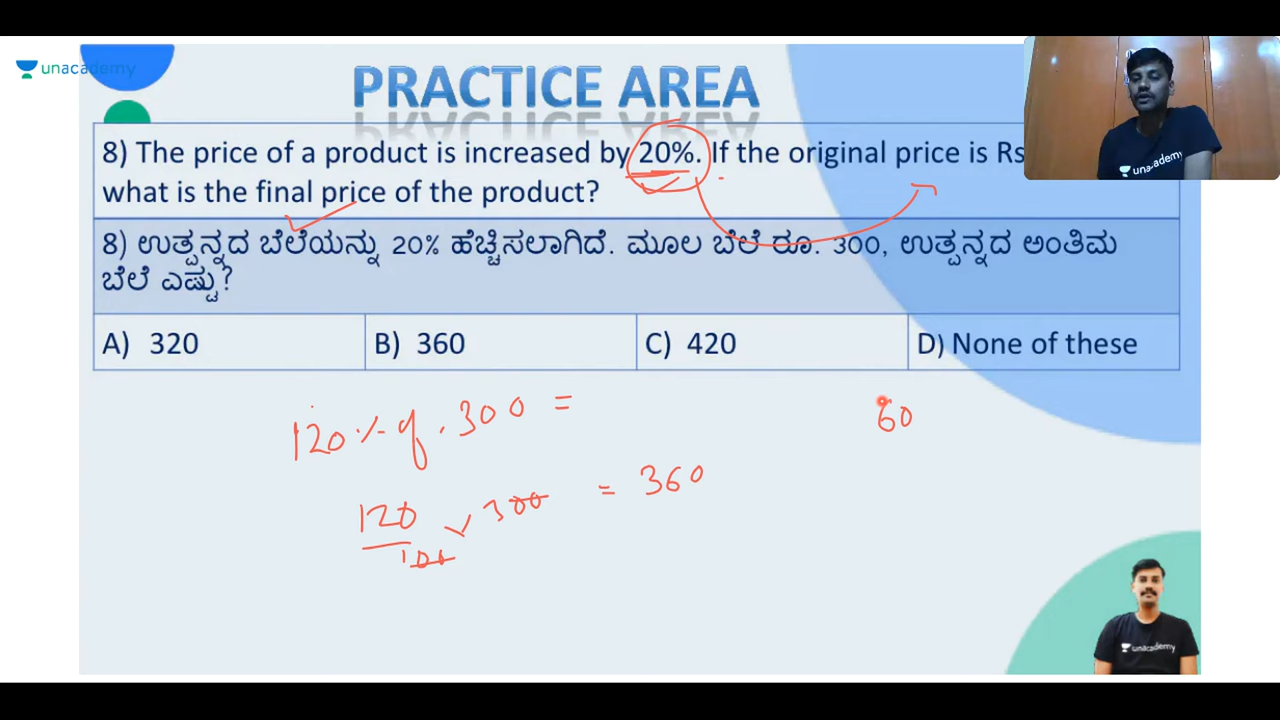 unacademy
PRACTICE AREA
8) The price of a product is increased by 20%. If the original price is Rs
what is the final price of the product?
8) ಉತ್ಪನ್ನದ ಬೆಲೆಯನ್ನು 20% ಹೆಚ್ಚಿಸಲಾಗಿದೆ. ಮೂಲ ಬೆಲೆ ರೂ. 300, ಉತ್ಪನ್ನದ ಅಂತಿಮ
ಬೆಲೆ ಎಷ್ಟು?
A) 320 B) 360 C) 420 D) None of these
120 % of 300 =
60
120
100
300 = 360
unacademy
unacademy